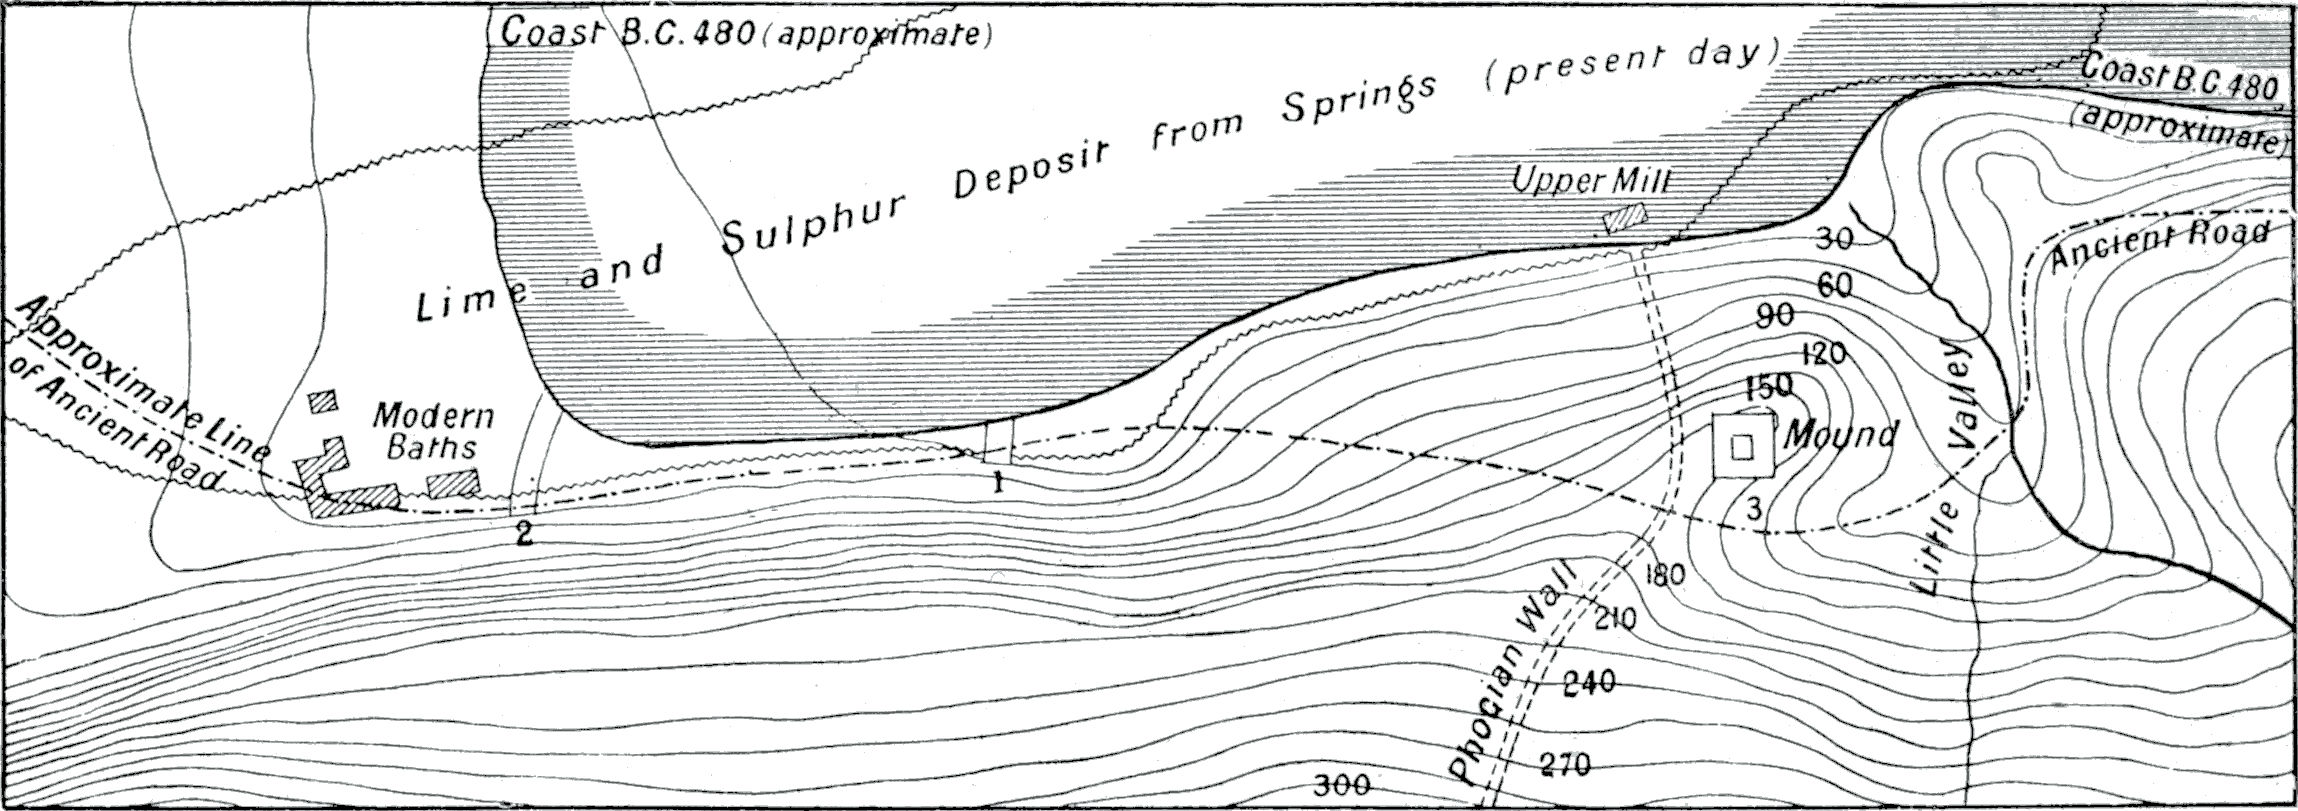 Coast B.C. 480 (approximate)
Lime and Sulphur Deposit from Springs (present day)
Coast B.C. 480
(approximate)
Upper Mill
Ancient Road
30
60
90
120
150
Mound
3
Little Valley
Approximate Line
of Ancient Road
Modern
Baths
1
2
Phocian Wall
180
210
240
270
300